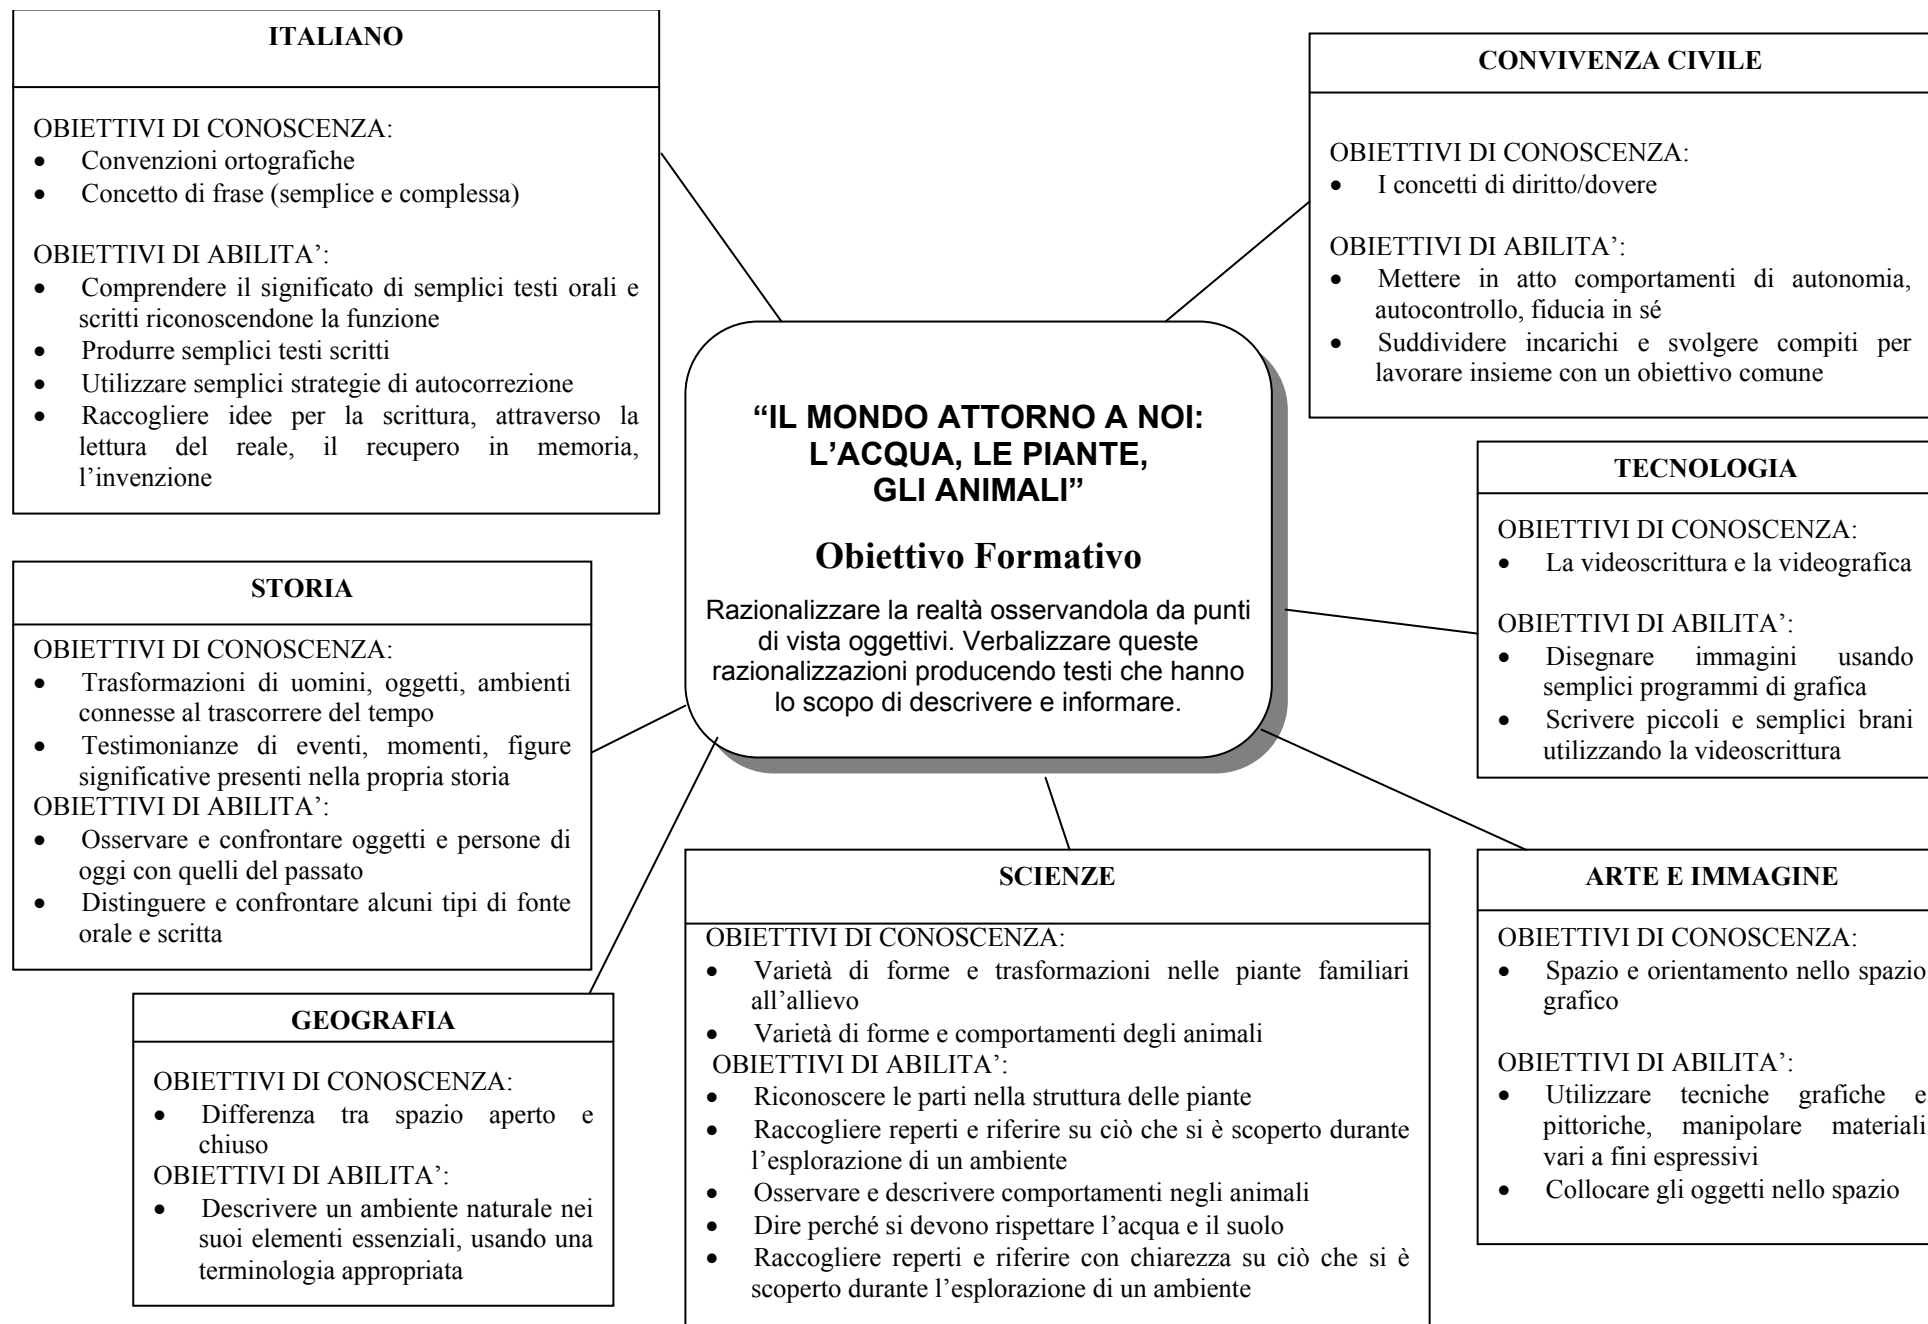 ITALIANO
OBIETTIVI DI CONOSCENZA:
• Convenzioni ortografiche
• Concetto di frase (semplice e complessa)
OBIETTIVI DI ABILITA’:
• Comprendere il significato di semplici testi orali e
scritti riconoscendone la funzione
• Produrre semplici testi scritti
• Utilizzare semplici strategie di autocorrezione
• Raccogliere idee per la scrittura, attraverso la
lettura del reale, il recupero in memoria,
l’invenzione
CONVIVENZA CIVILE
OBIETTIVI DI CONOSCENZA:
• I concetti di diritto/dovere
OBIETTIVI DI ABILITA’:
• Mettere in atto comportamenti di autonomia,
autocontrollo, fiducia in sé
• Suddividere incarichi e svolgere compiti per
lavorare insieme con un obiettivo comune
“IL MONDO ATTORNO A NOI:
L’ACQUA, LE PIANTE,
GLI ANIMALI”
Obiettivo Formativo
Razionalizzare la realtà osservandola da punti
di vista oggettivi. Verbalizzare queste
razionalizzazioni producendo testi che hanno
lo scopo di descrivere e informare.
TECNOLOGIA
OBIETTIVI DI CONOSCENZA:
• La videoscrittura e la videografica
OBIETTIVI DI ABILITA’:
• Disegnare immagini usando
semplici programmi di grafica
• Scrivere piccoli e semplici brani
utilizzando la videoscrittura
STORIA
OBIETTIVI DI CONOSCENZA:
• Trasformazioni di uomini, oggetti, ambienti
connesse al trascorrere del tempo
• Testimonianze di eventi, momenti, figure
significative presenti nella propria storia
OBIETTIVI DI ABILITA’:
• Osservare e confrontare oggetti e persone di
oggi con quelli del passato
• Distinguere e confrontare alcuni tipi di fonte
orale e scritta
GEOGRAFIA
OBIETTIVI DI CONOSCENZA:
• Differenza tra spazio aperto e
chiuso
OBIETTIVI DI ABILITA’:
• Descrivere un ambiente naturale nei
suoi elementi essenziali, usando una
terminologia appropriata
SCIENZE
OBIETTIVI DI CONOSCENZA:
• Varietà di forme e trasformazioni nelle piante familiari
all’allievo
• Varietà di forme e comportamenti degli animali
OBIETTIVI DI ABILITA’:
• Riconoscere le parti nella struttura delle piante
• Raccogliere reperti e riferire su ciò che si è scoperto durante
l’esplorazione di un ambiente
• Osservare e descrivere comportamenti negli animali
• Dire perché si devono rispettare l’acqua e il suolo
• Raccogliere reperti e riferire con chiarezza su ciò che si è
scoperto durante l’esplorazione di un ambiente
ARTE E IMMAGINE
OBIETTIVI DI CONOSCENZA:
• Spazio e orientamento nello spazio
grafico
OBIETTIVI DI ABILITA’:
• Utilizzare tecniche grafiche e
pittoriche, manipolare materiali
vari a fini espressivi
• Collocare gli oggetti nello spazio